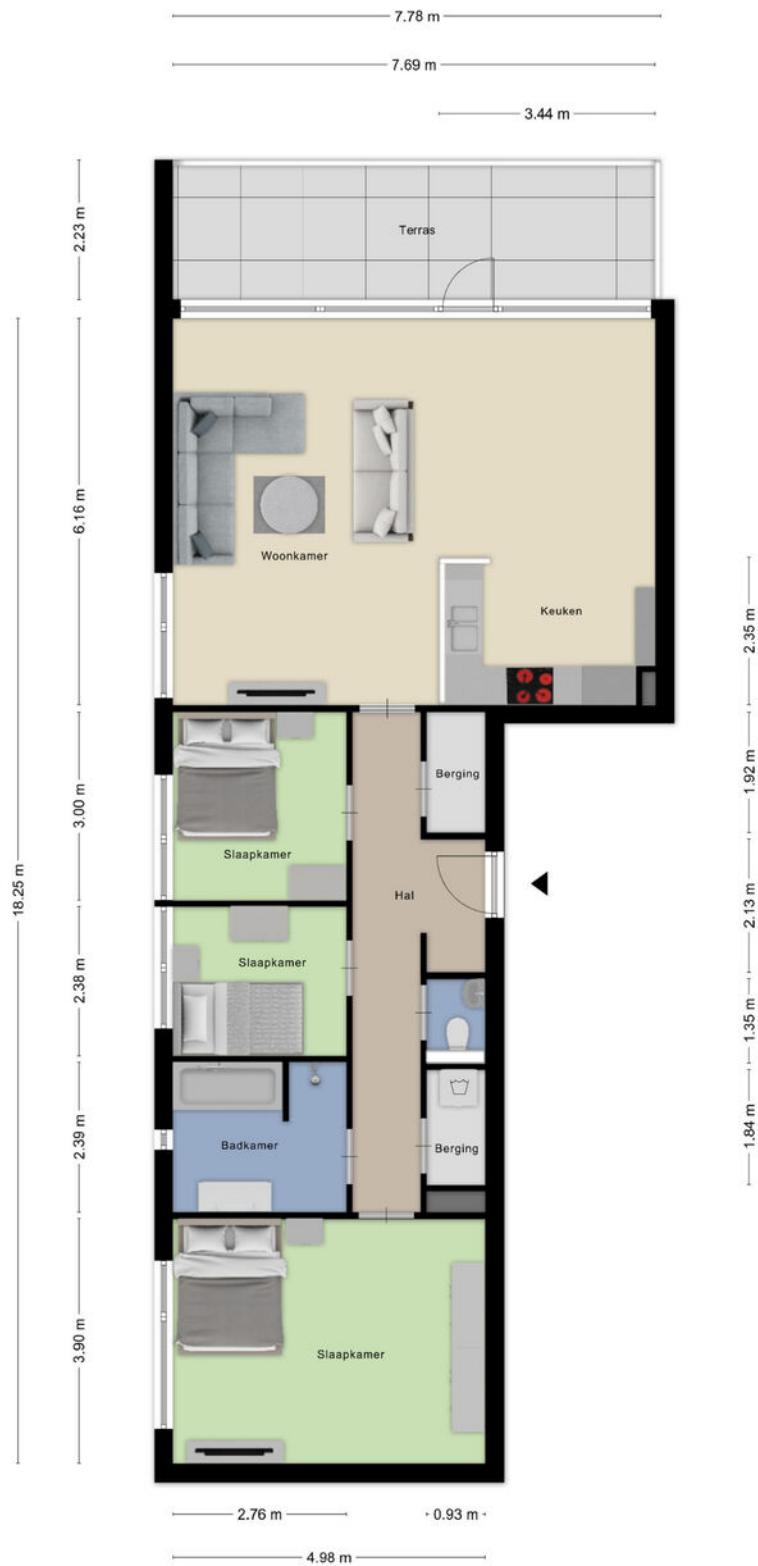 7.78 m
7.69 m
3.44 m
2.23 m
Terras
6.16 m
Woonkamer
Keuken
2.35 m
Berging
1.92 m
3.00 m
Slaapkamer
18.25 m
Hal
2.13 m
Slaapkamer
2.38 m
1.35 m
Badkamer
Berging
2.39 m
1.84 m
3.90 m
Slaapkamer
2.76 m
0.93 m
4.98 m